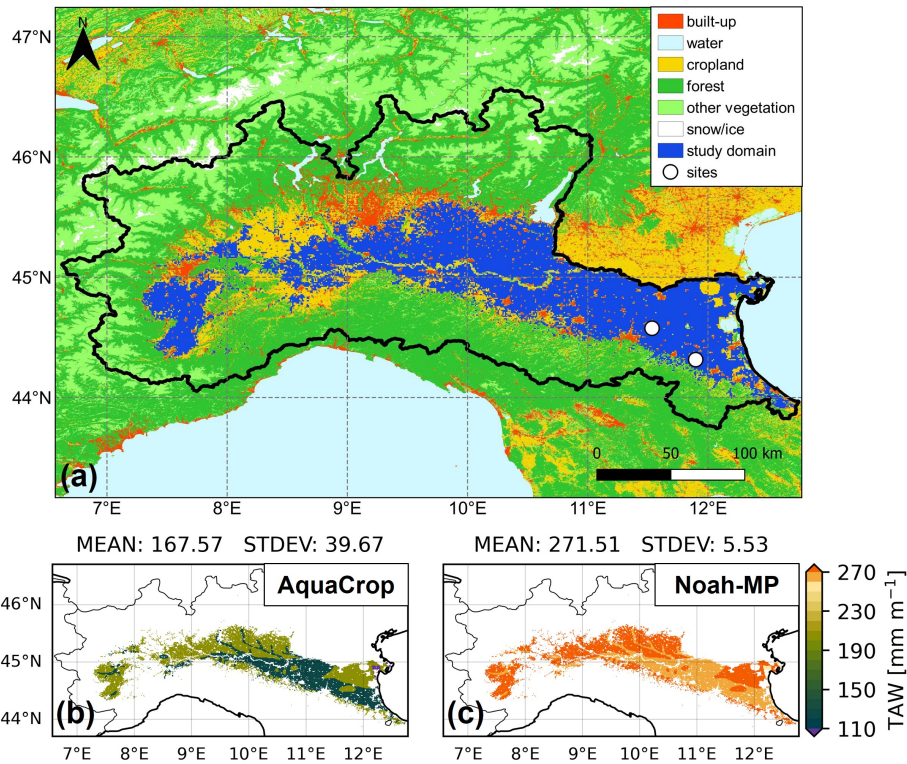 N
47°N
46°N
45°N
44°N
built-up
water
cropland
forest
other vegetation
snow/ice
study domain
sites
0 50 100 km
(a)
7°E 8°E 9°E 10°E 11°E 12°E
MEAN: 167.57 STDEV: 39.67
AquaCrop
46°N
45°N
44°N
(b)
7°E 8°E 9°E 10°E 11°E 12°E
MEAN: 271.51 STDEV: 5.53
Noah-MP
(c)
7°E 8°E 9°E 10°E 11°E 12°E
270
230
190
150
110
TAW [mm m⁻¹]